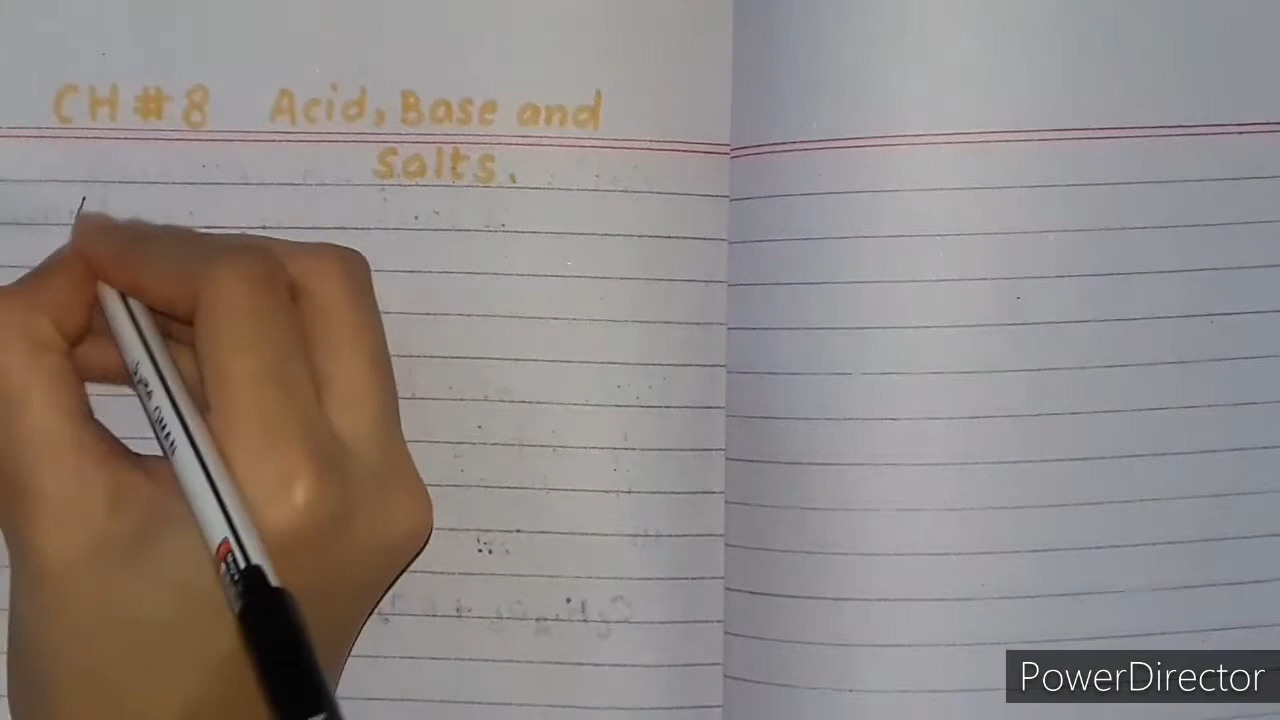 CH # 8 Acid, Base and
Salts.
PowerDirector